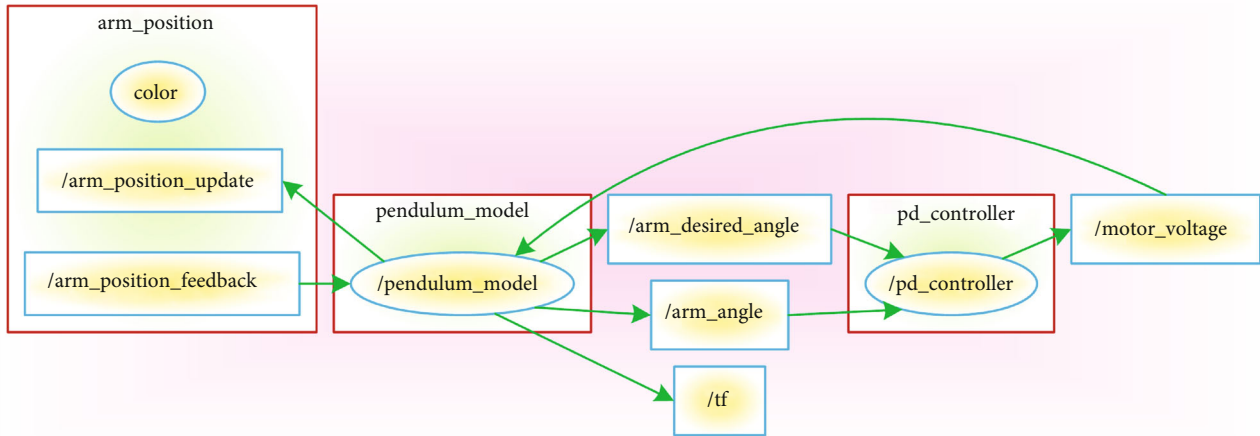 arm_position
color
/arm_position_update
/arm_position_feedback
pendulum_model
/pendulum_model
/arm_desired_angle
/arm_angle
/tf
pd_controller
/pd_controller
/motor_voltage